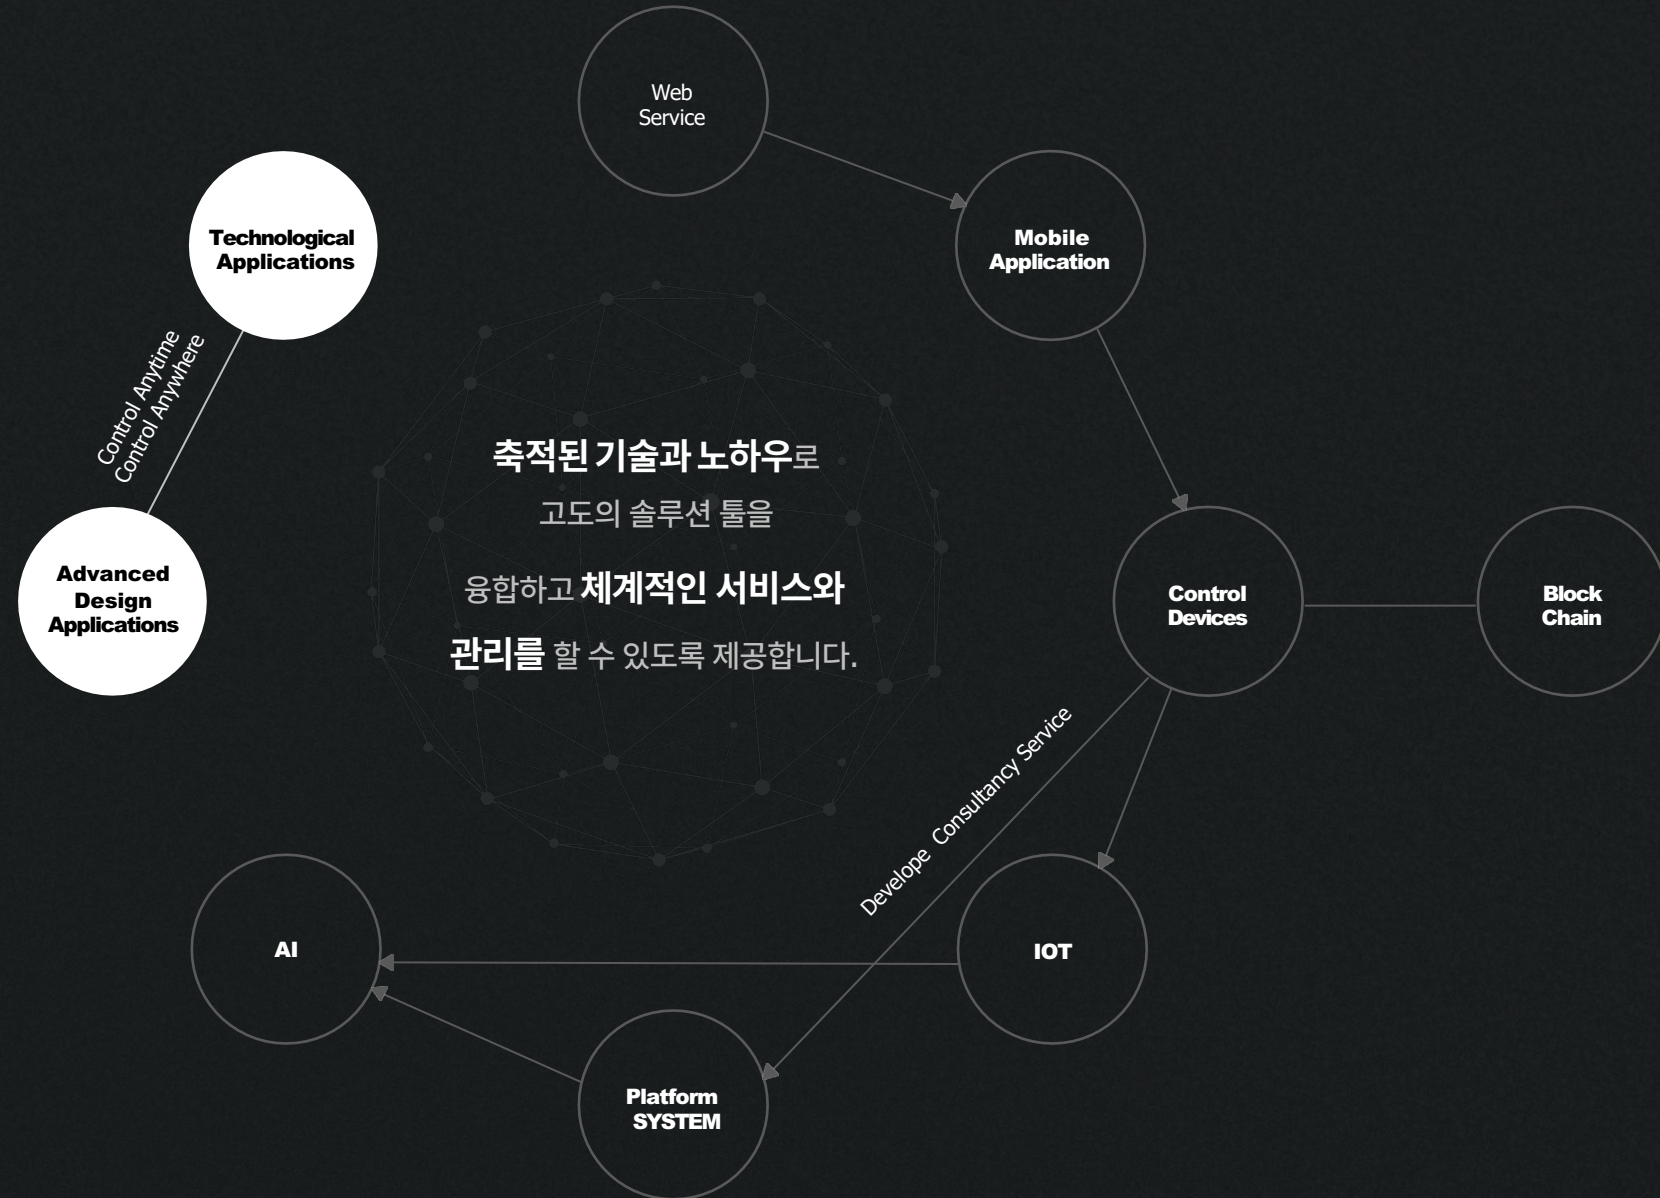 Web
Service
Technological
Applications
Mobile
Application
Control Anytime
Control Anywhere
축적된 기술과 노하우로
고도의 솔루션 툴을
융합하고 체계적인 서비스와
관리를 할 수 있도록 제공합니다.
Advanced
Design
Applications
Control
Devices
Block
Chain
Develope Consultancy Service
AI
IOT
Platform
SYSTEM